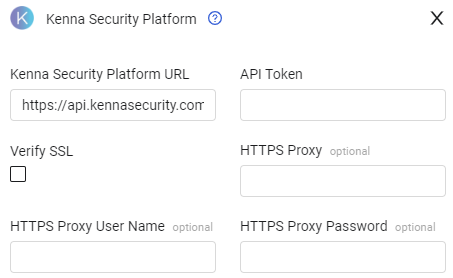 K Kenna Security Platform ? X
Kenna Security Platform URL API Token
https://api.kennasecurity.com
Verify SSL HTTPS Proxy optional
HTTPS Proxy User Name optional HTTPS Proxy Password optional